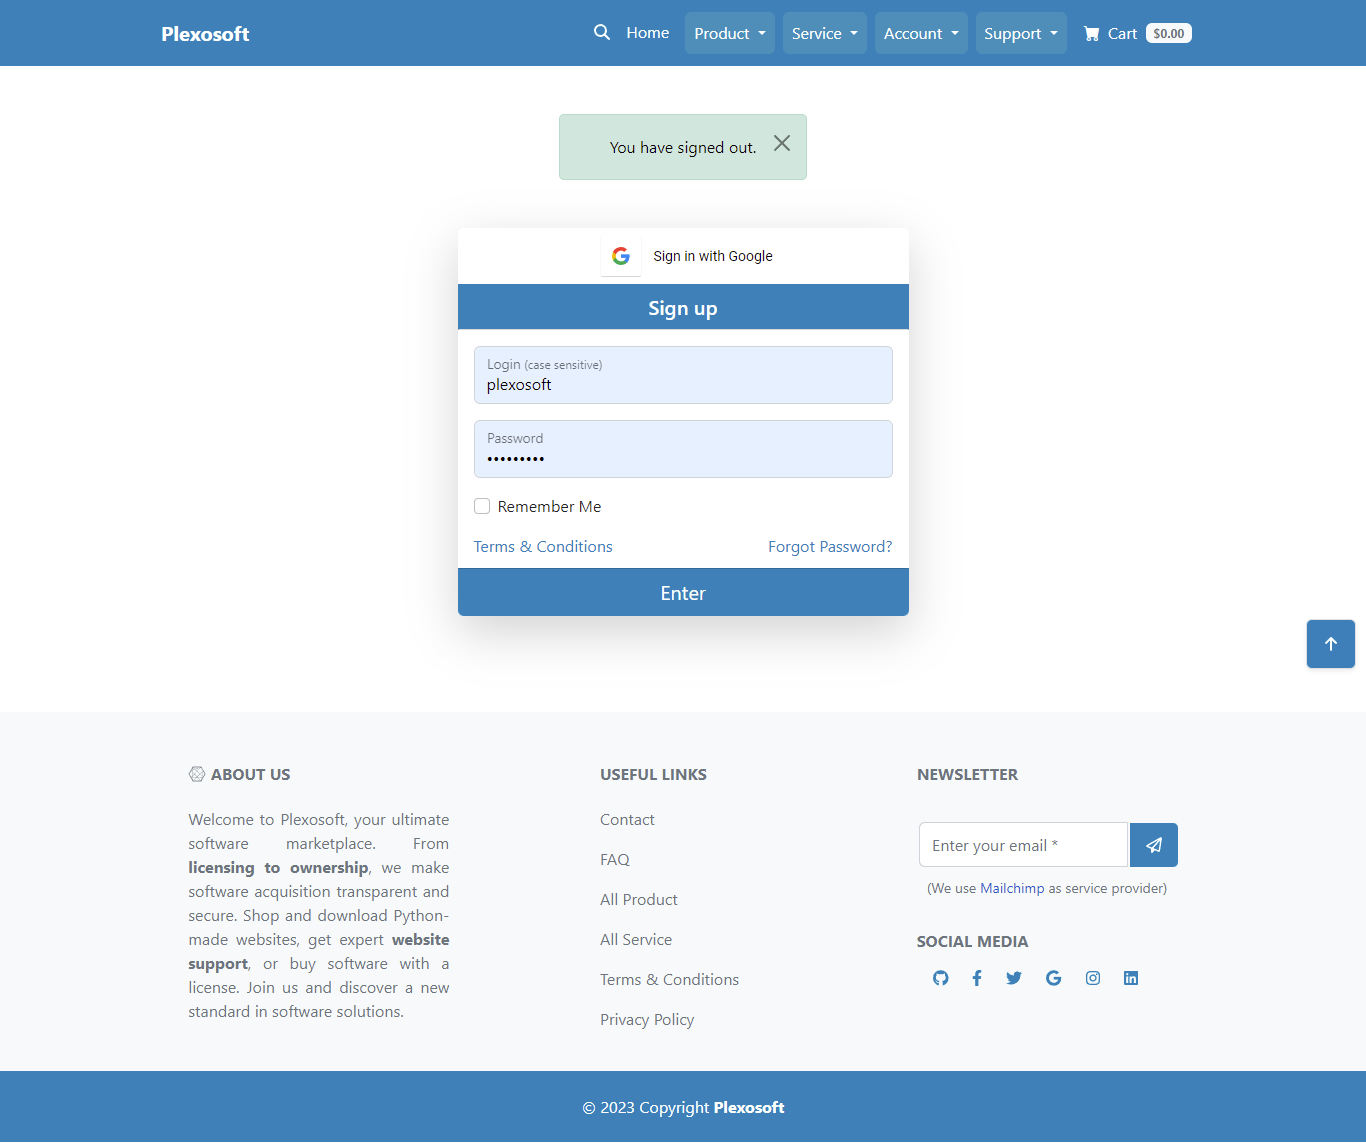 Plexosoft
Home
Product
Service
Account
Support
Cart
$0.00
You have signed out.
Sign in with Google
Sign up
Login (case sensitive)
plexosoft
Password
•••••••••
Remember Me
Terms & Conditions
Forgot Password?
Enter
ABOUT US
Welcome to Plexosoft, your ultimate
software marketplace. From
licensing to ownership, we make
software acquisition transparent and
secure. Shop and download Python-
made websites, get expert website
support, or buy software with a
license. Join us and discover a new
standard in software solutions.
USEFUL LINKS
Contact
FAQ
All Product
All Service
Terms & Conditions
Privacy Policy
NEWSLETTER
Enter your email *
(We use Mailchimp as service provider)
SOCIAL MEDIA
© 2023 Copyright Plexosoft